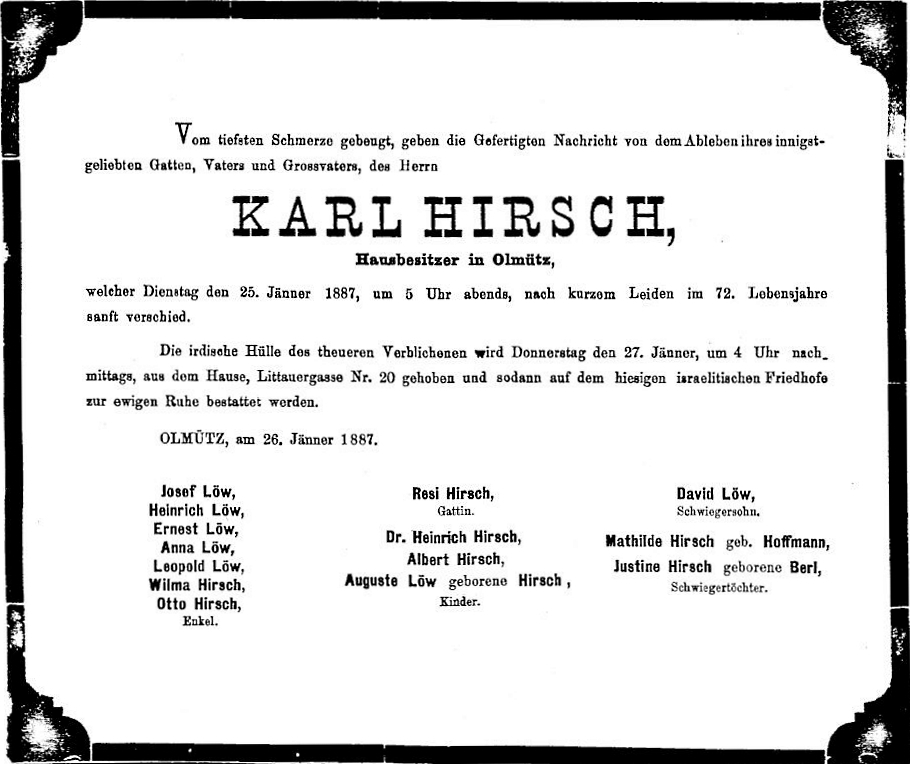 Vom tiefsten Schmerze gebeugt, geben die Gefertigten Nachricht von dem Ableben ihres innigst-
geliebten Gatten, Vaters und Grossvaters, des Herrn
KARL HIRSCH,
Hausbesitzer in Olmütz,
welcher Dienstag den 25. Jänner 1887, um 5 Uhr abends, nach kurzem Leiden im 72. Lebensjahre
sanft verschied.
Die irdische Hülle des theueren Verblichenen wird Donnerstag den 27. Jänner, um 4 Uhr nach-
mittags, aus dem Hause, Littauergasse Nr. 20 gehoben und sodann auf dem hiesigen israelitischen Friedhofe
zur ewigen Ruhe bestattet werden.
OLMÜTZ, am 26. Jänner 1887.
Josef Löw,
Heinrich Löw,
Ernest Löw,
Anna Löw,
Leopold Löw,
Wilma Hirsch,
Otto Hirsch,
Enkel.
Resi Hirsch,
Gattin.
Dr. Heinrich Hirsch,
Albert Hirsch,
Auguste Löw geborene Hirsch,
Kinder.
David Löw,
Schwiegersohn.
Mathilde Hirsch geb. Hoffmann,
Justine Hirsch geborene Berl,
Schwiegertöchter.